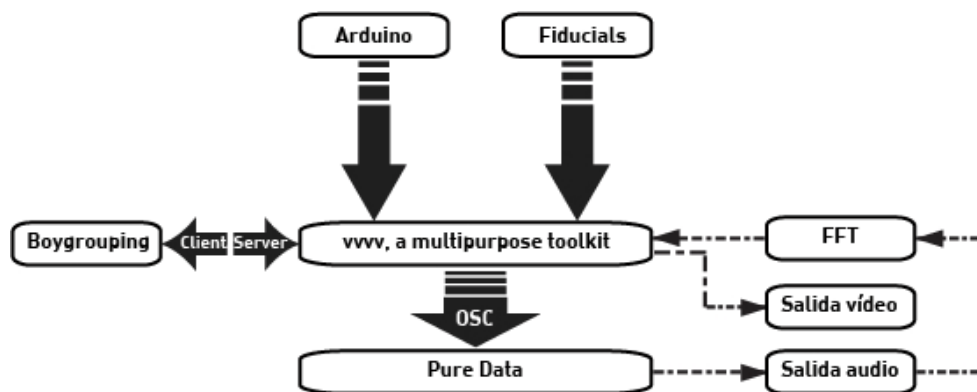 Arduino
Fiducials
Boygrouping
Client
Server
vvvv, a multipurpose toolkit
FFT
OSC
Salida vídeo
Pure Data
Salida audio